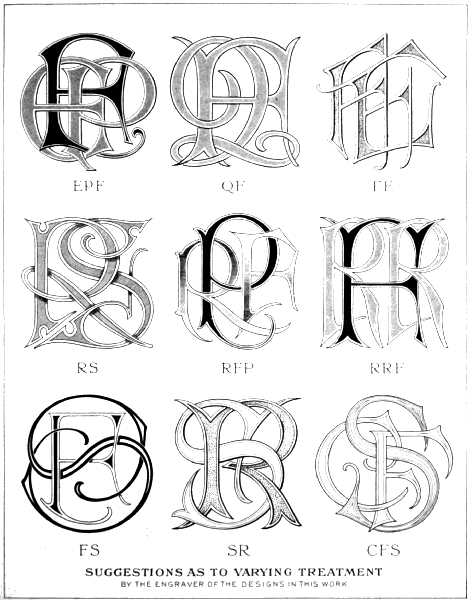 EPF QF FF
RS RFP RRF
FS SR CFS
SUGGESTIONS AS TO VARYING TREATMENT
BY THE ENGRAVER OF THE DESIGNS IN THIS WORK